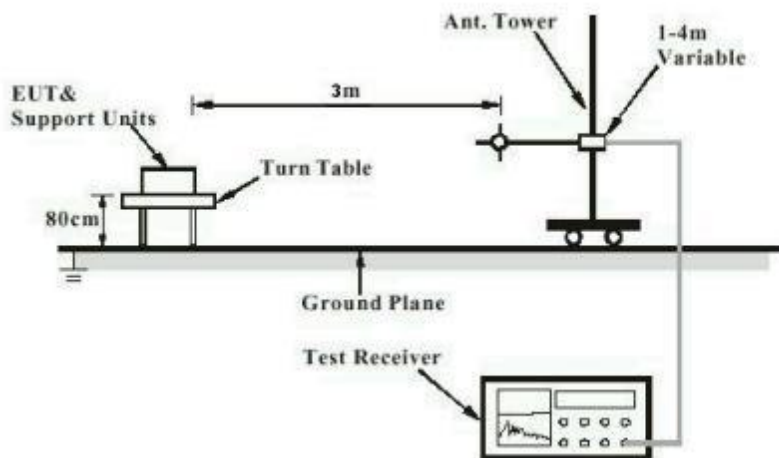 Ant. Tower
1-4m
Variable
EUT&
Support Units
3m
Turn Table
80cm
Ground Plane
Test Receiver